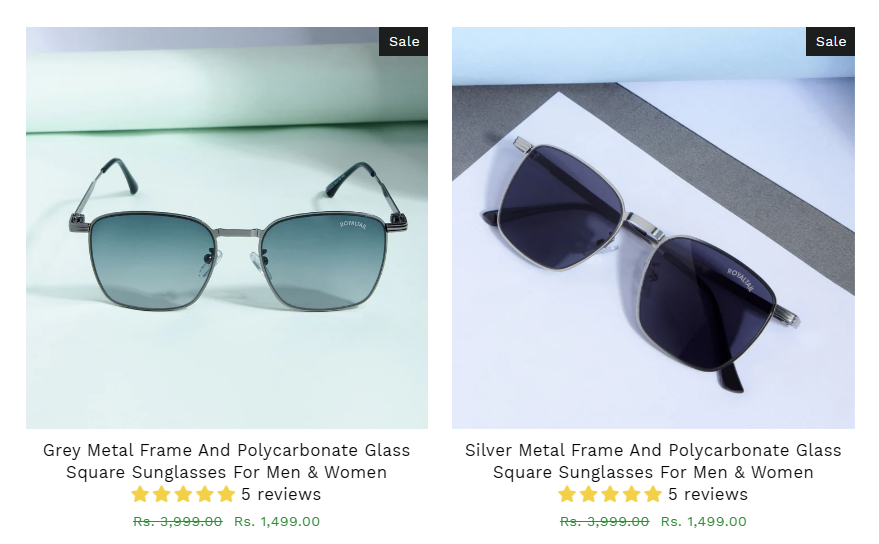 Sale
ROYALTAIL
Grey Metal Frame And Polycarbonate Glass
Square Sunglasses For Men & Women
5 reviews
Rs. 3,999.00 Rs. 1,499.00
Sale
Silver Metal Frame And Polycarbonate Glass
Square Sunglasses For Men & Women
5 reviews
Rs. 3,999.00 Rs. 1,499.00